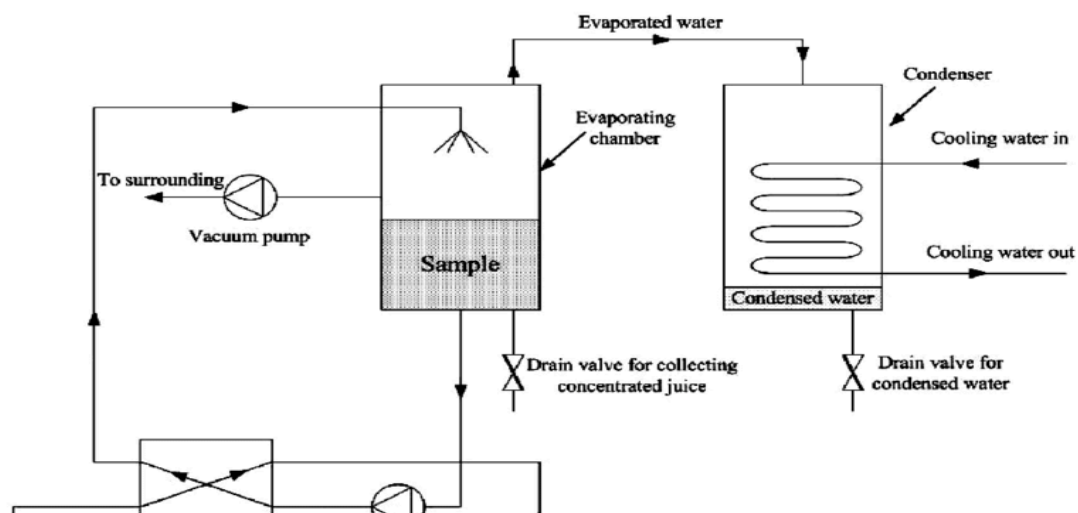 Evaporated water
Condenser
Evaporating
chamber
Cooling water in
To surrounding
Vacuum pump
Sample
Cooling water out
Condensed water
Drain valve for collecting
concentrated juice
Drain valve for
condensed water